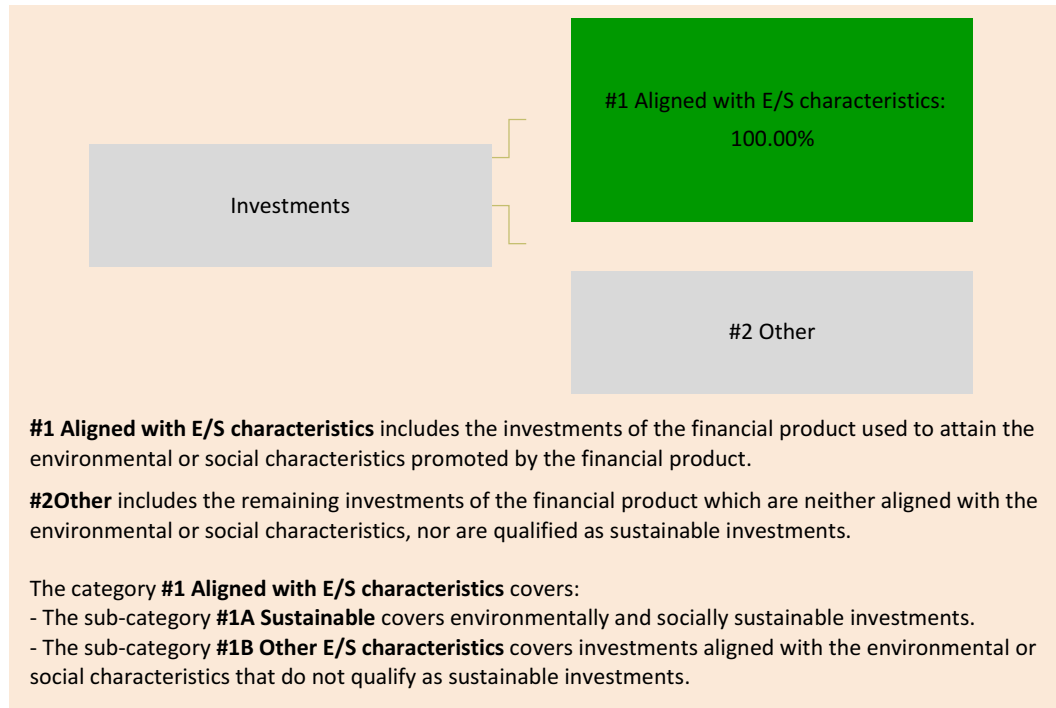 #1 Aligned with E/S characteristics:
100.00%
Investments
#2 Other
#1 Aligned with E/S characteristics includes the investments of the financial product used to attain the
environmental or social characteristics promoted by the financial product.
#2Other includes the remaining investments of the financial product which are neither aligned with the
environmental or social characteristics, nor are qualified as sustainable investments.
The category #1 Aligned with E/S characteristics covers:
- The sub-category #1A Sustainable covers environmentally and socially sustainable investments.
- The sub-category #1B Other E/S characteristics covers investments aligned with the environmental or
social characteristics that do not qualify as sustainable investments.